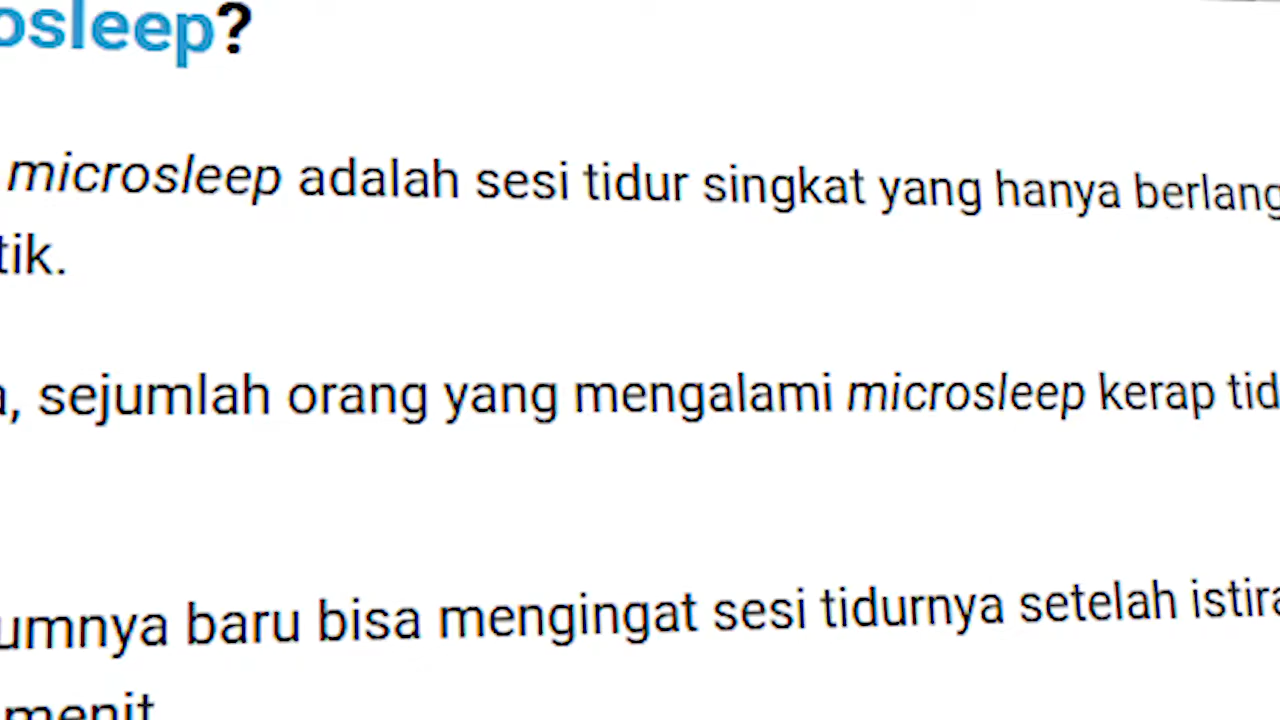 osleep?
microsleep adalah sesi tidur singkat yang hanya berlang
tik.
a, sejumlah orang yang mengalami microsleep kerap tid
umnya baru bisa mengingat sesi tidurnya setelah istira
menit